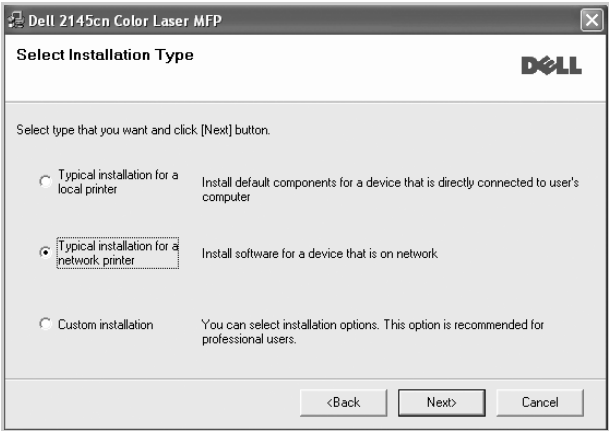 Dell 2145cn Color Laser MFP
Select Installation Type
DELL
Select type that you want and click [Next] button.
Typical installation for a
local printer
Install default components for a device that is directly connected to user's
computer
Typical installation for a
network printer
Install software for a device that is on network
Custom installation
You can select installation options. This option is recommended for
professional users.
<Back
Next>
Cancel